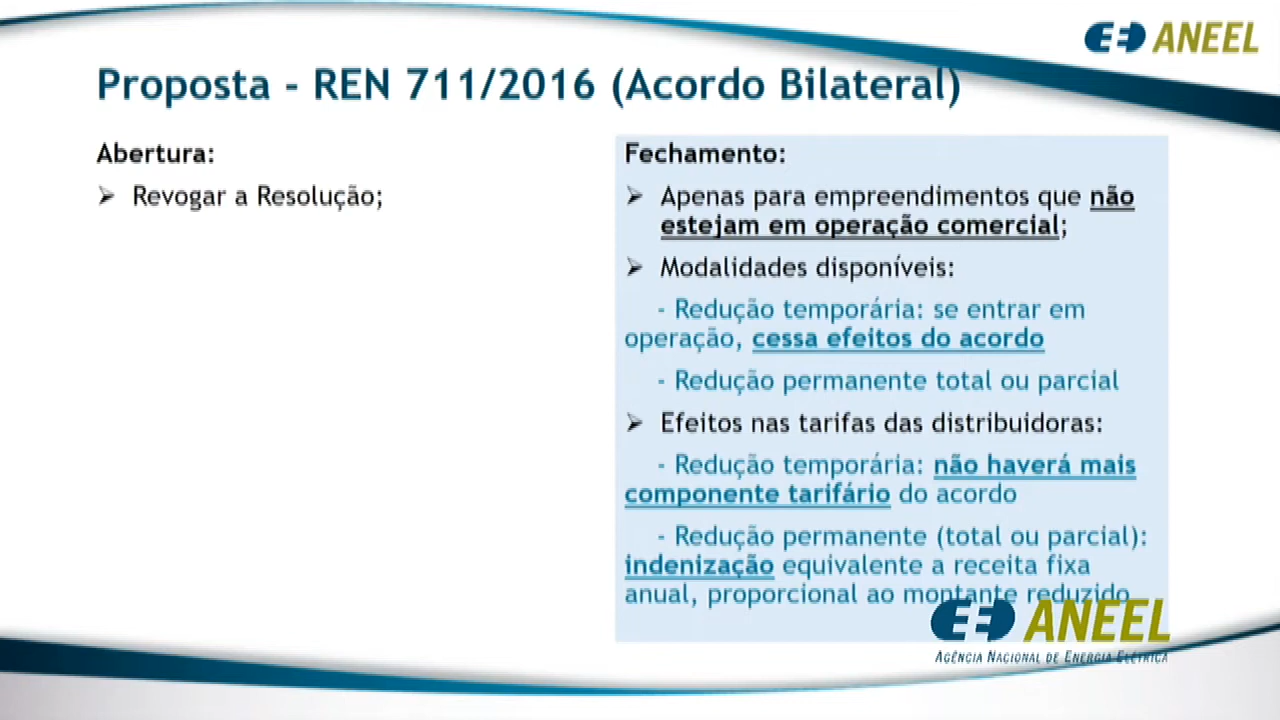 ANEEL
Proposta - REN 711/2016 (Acordo Bilateral)
Abertura:
➢ Revogar a Resolução;
Fechamento:
➢ Apenas para empreendimentos que não
estejam em operação comercial;
➢ Modalidades disponíveis:
- Redução temporária: se entrar em
operação, cessa efeitos do acordo
- Redução permanente total ou parcial
➢ Efeitos nas tarifas das distribuidoras:
- Redução temporária: não haverá mais
componente tarifário do acordo
- Redução permanente (total ou parcial):
indenização equivalente a receita fixa
anual, proporcional ao montante reduzido
ANEEL
AGÊNCIA NACIONAL DE ENERGIA ELÉTRICA